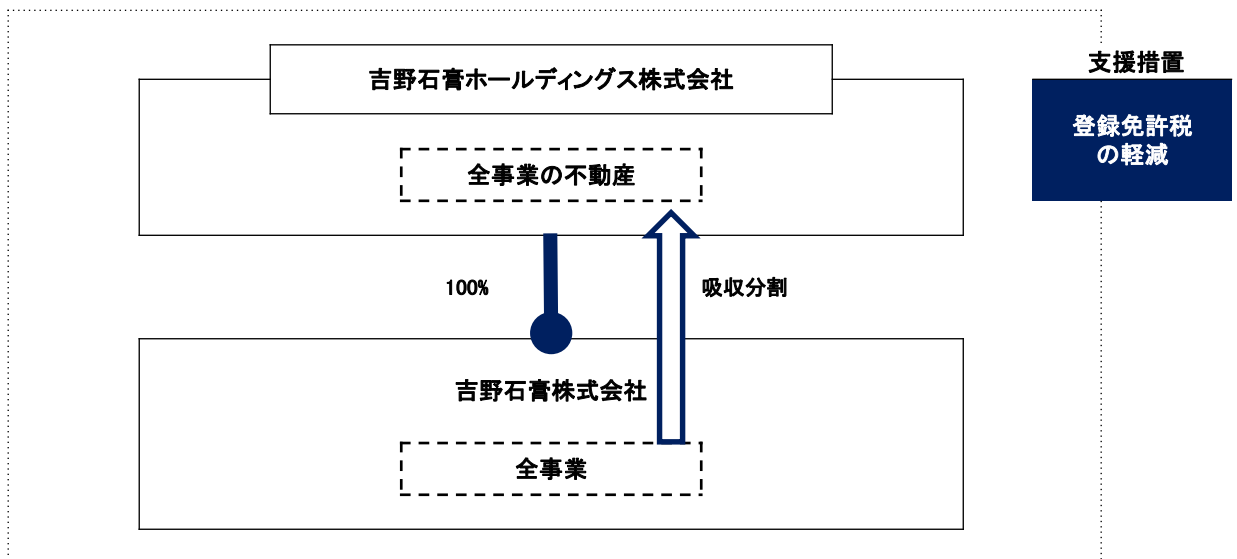 支援措置
吉野石膏ホールディングス株式会社
登録免許税
の軽減
全事業の不動産
100%
吸収分割
吉野石膏株式会社
全事業